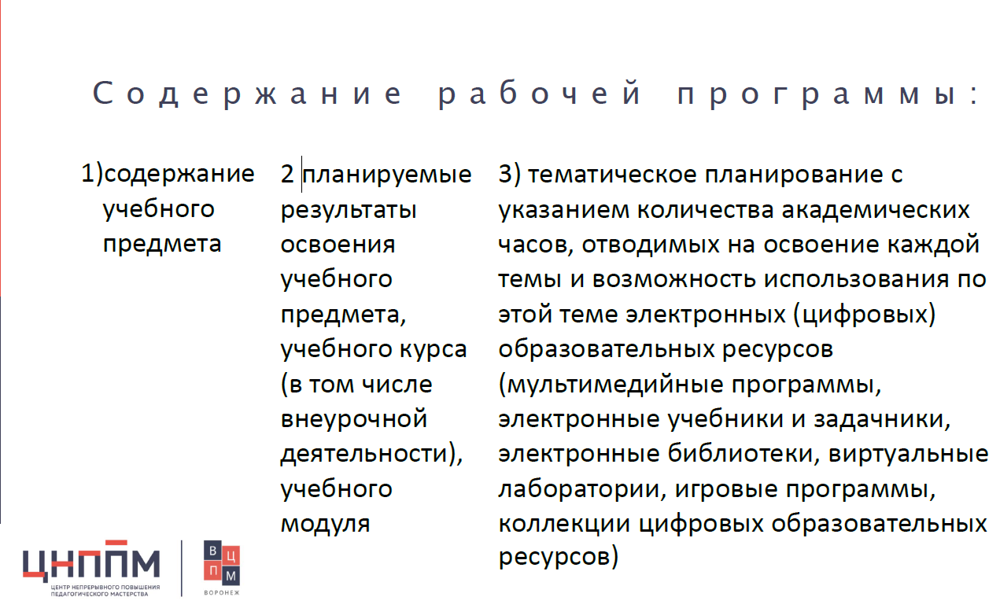 Содержание рабочей программы:
1)содержание
учебного
предмета
2 планируемые
результаты
освоения
учебного
предмета,
учебного курса
(в том числе
внеурочной
деятельности),
учебного
модуля
3) тематическое планирование с
указанием количества академических
часов, отводимых на освоение каждой
темы и возможность использования по
этой теме электронных (цифровых)
образовательных ресурсов
(мультимедийные программы,
электронные учебники и задачники,
электронные библиотеки, виртуальные
лаборатории, игровые программы,
коллекции цифровых образовательных
ресурсов)
ЦНППМ
ЦЕНТР НЕПРЕРЫВНОГО ПОВЫШЕНИЯ
ПЕДАГОГИЧЕСКОГО МАСТЕРСТВА
В Ц
П М
ВОРОНЕЖ